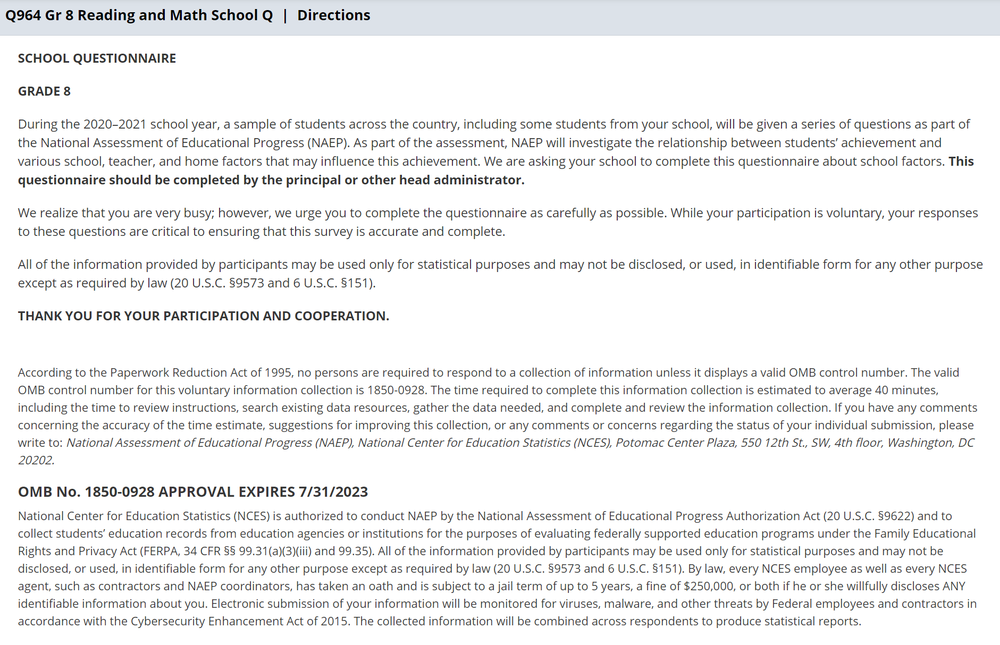 Q964 Gr 8 Reading and Math School Q | Directions
SCHOOL QUESTIONNAIRE
GRADE 8
During the 2020–2021 school year, a sample of students across the country, including some students from your school, will be given a series of questions as part of
the National Assessment of Educational Progress (NAEP). As part of the assessment, NAEP will investigate the relationship between students’ achievement and
various school, teacher, and home factors that may influence this achievement. We are asking your school to complete this questionnaire about school factors. This
questionnaire should be completed by the principal or other head administrator.
We realize that you are very busy; however, we urge you to complete the questionnaire as carefully as possible. While your participation is voluntary, your responses
to these questions are critical to ensuring that this survey is accurate and complete.
All of the information provided by participants may be used only for statistical purposes and may not be disclosed, or used, in identifiable form for any other purpose
except as required by law (20 U.S.C. §9573 and 6 U.S.C. §151).
THANK YOU FOR YOUR PARTICIPATION AND COOPERATION.
According to the Paperwork Reduction Act of 1995, no persons are required to respond to a collection of information unless it displays a valid OMB control number. The valid
OMB control number for this voluntary information collection is 1850-0928. The time required to complete this information collection is estimated to average 40 minutes,
including the time to review instructions, search existing data resources, gather the data needed, and complete and review the information collection. If you have any comments
concerning the accuracy of the time estimate, suggestions for improving this collection, or any comments or concerns regarding the status of your individual submission, please
write to: National Assessment of Educational Progress (NAEP), National Center for Education Statistics (NCES), Potomac Center Plaza, 550 12th St., SW, 4th floor, Washington, DC
20202.
OMB No. 1850-0928 APPROVAL EXPIRES 7/31/2023
National Center for Education Statistics (NCES) is authorized to conduct NAEP by the National Assessment of Educational Progress Authorization Act (20 U.S.C. §9622) and to
collect students’ education records from education agencies or institutions for the purposes of evaluating federally supported education programs under the Family Educational
Rights and Privacy Act (FERPA, 34 CFR §§ 99.31(a)(3)(iii) and 99.35). All of the information provided by participants may be used only for statistical purposes and may not be
disclosed, or used, in identifiable form for any other purpose except as required by law (20 U.S.C. §9573 and 6 U.S.C. §151). By law, every NCES employee as well as every NCES
agent, such as contractors and NAEP coordinators, has taken an oath and is subject to a jail term of up to 5 years, a fine of $250,000, or both if he or she willfully discloses ANY
identifiable information about you. Electronic submission of your information will be monitored for viruses, malware, and other threats by Federal employees and contractors in
accordance with the Cybersecurity Enhancement Act of 2015. The collected information will be combined across respondents to produce statistical reports.